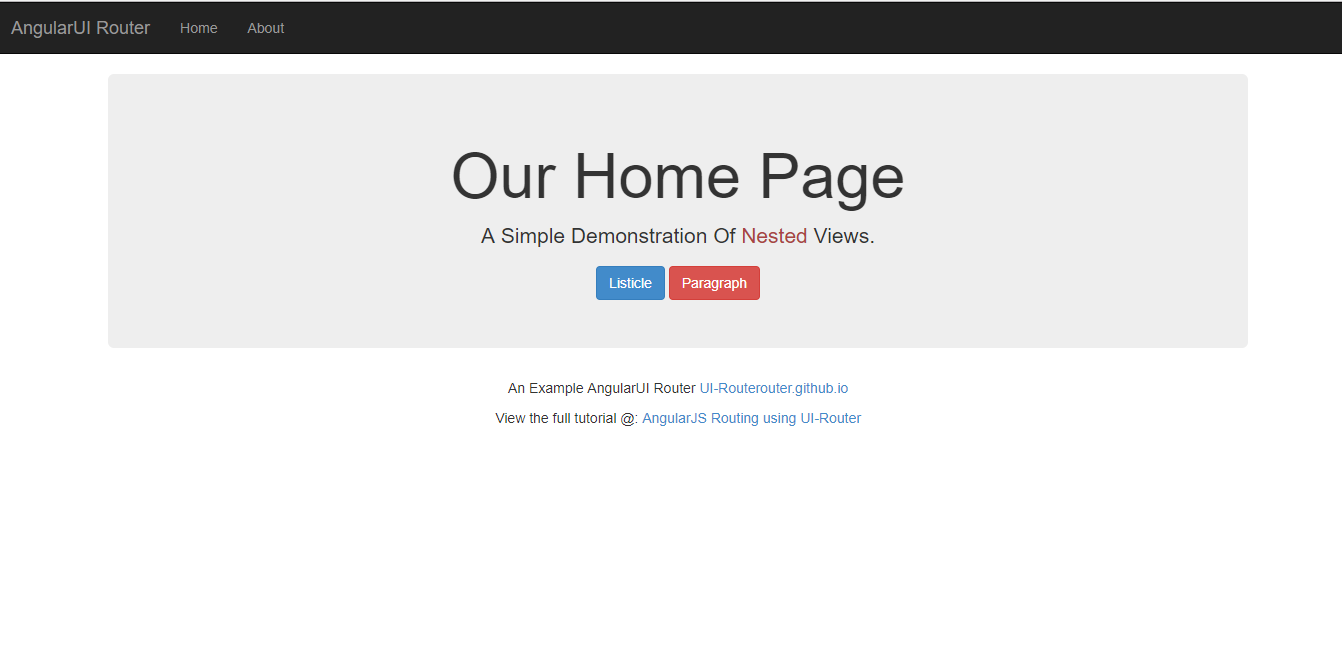 AngularUI Router Home About
Our Home Page
A Simple Demonstration Of Nested Views.
Listicle Paragraph
An Example AngularUI Router UI-Routerouter.github.io
View the full tutorial @: AngularJS Routing using UI-Router